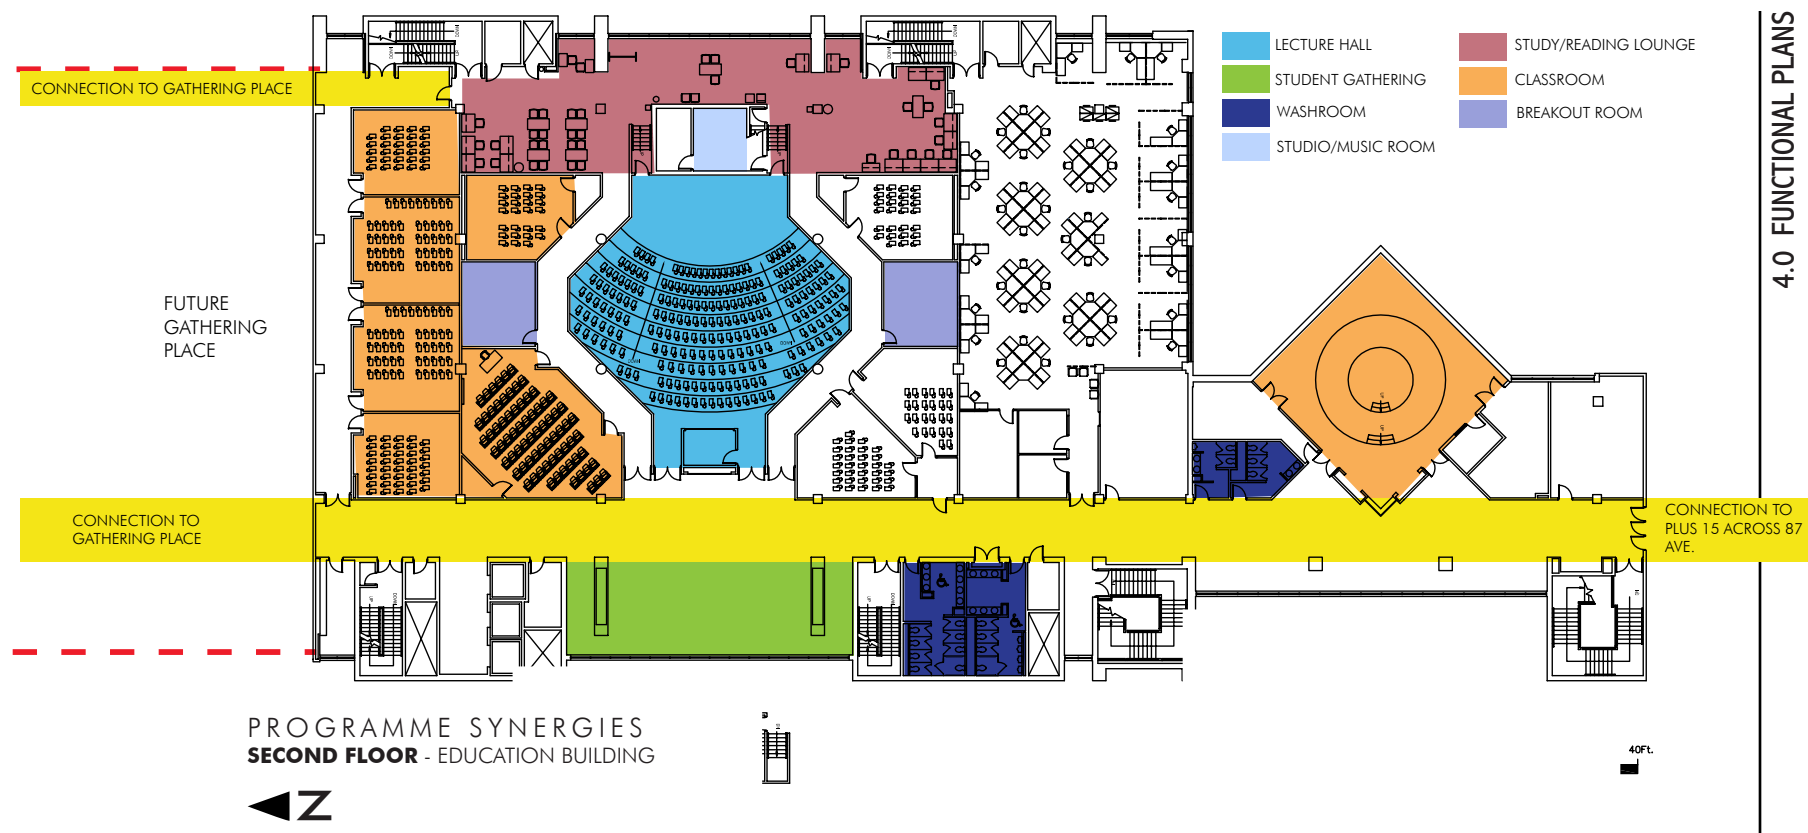 CONNECTION TO GATHERING PLACE
LECTURE HALL
STUDENT GATHERING
WASHROOM
STUDIO/MUSIC ROOM
STUDY/READING LOUNGE
CLASSROOM
BREAKOUT ROOM
4.0 FUNCTIONAL PLANS
FUTURE
GATHERING
PLACE
CONNECTION TO
GATHERING PLACE
CONNECTION TO
PLUS 15 ACROSS 87
AVE.
PROGRAMME SYNERGIES
SECOND FLOOR - EDUCATION BUILDING
N
40Ft.